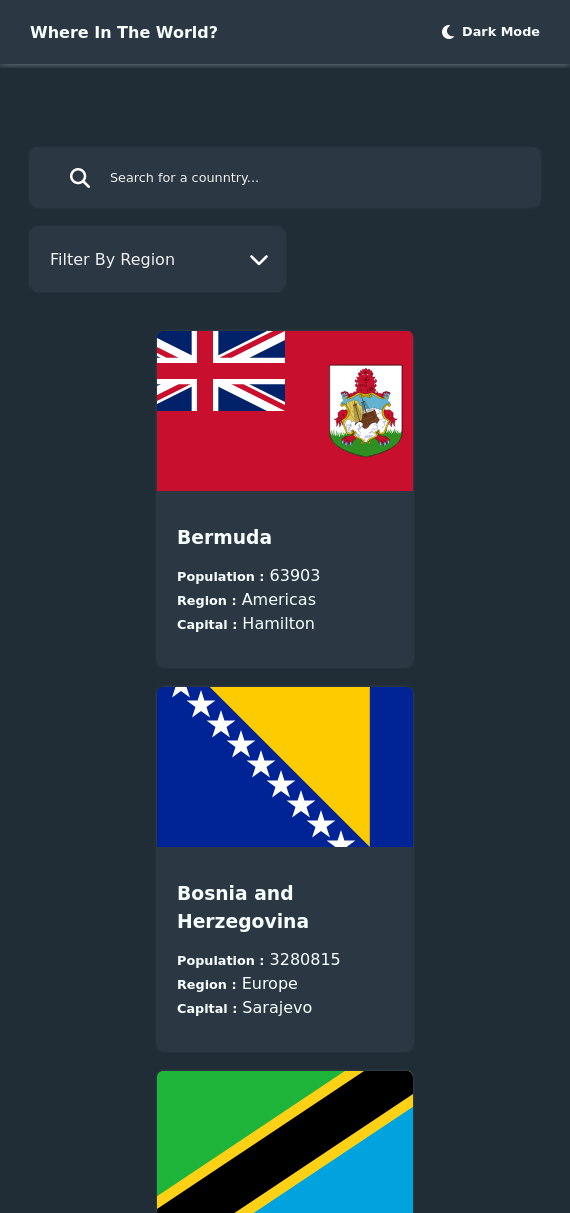 Where In The World?
Dark Mode
Search for a counntry...
Filter By Region
Bermuda
Population : 63903
Region : Americas
Capital : Hamilton
Bosnia and
Herzegovina
Population : 3280815
Region : Europe
Capital : Sarajevo